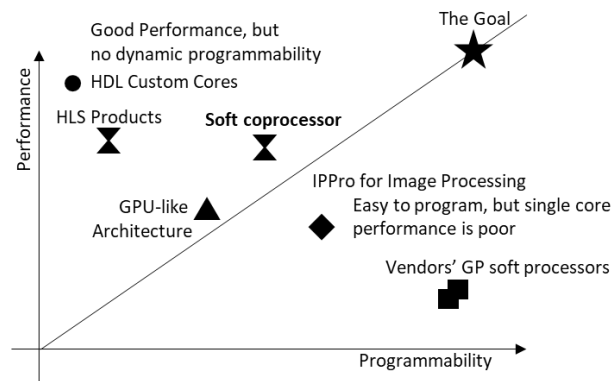 The Goal
Good Performance, but
no dynamic programmability
HDL Custom Cores
HLS Products
Soft coprocessor
Performance
IPPro for Image Processing
GPU-like
Architecture
Easy to program, but single core
performance is poor
Vendors' GP soft processors
Programmability